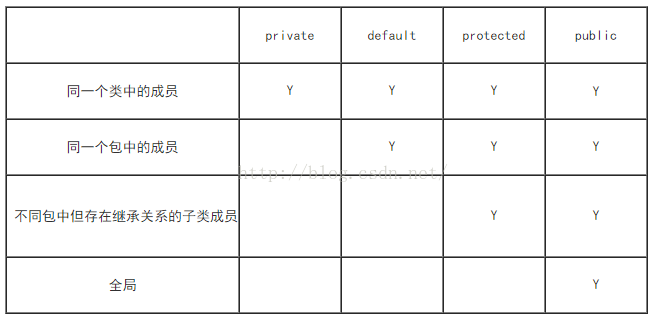 private default protected public
同一个类中的成员 Y Y Y Y
同一个包中的成员 Y Y Y
http://blog.csdn.net/
不同包中但存在继承关系的子类成员 Y Y
全局 Y